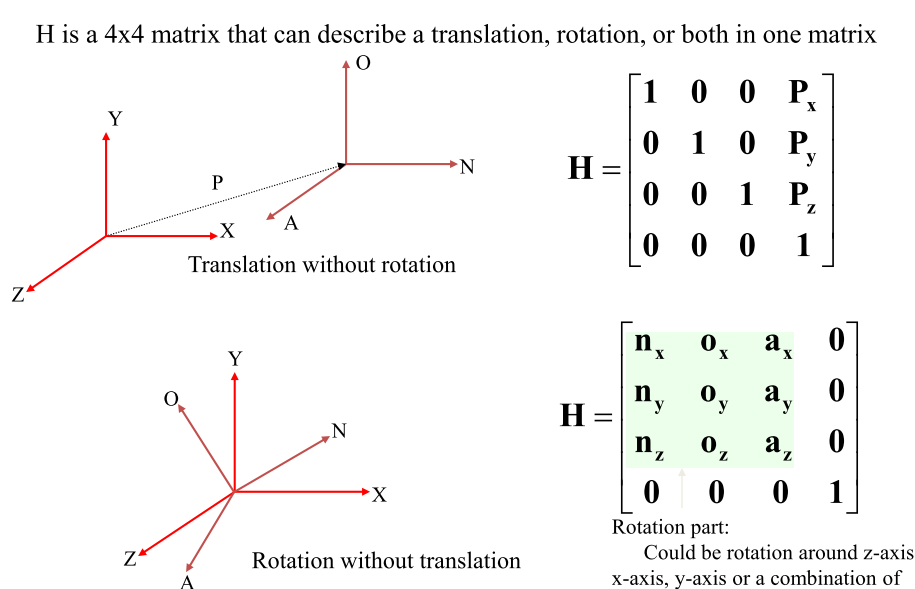 H is a 4x4 matrix that can describe a translation, rotation, or both in one matrix
O
Y
N
P
A
X
Z
Translation without rotation
H =
1 0 0 Px
0 1 0 Py
0 0 1 Pz
0 0 0 1
Y
O
N
X
Z
A
Rotation without translation
H =
nx ox ax 0
ny oy ay 0
nz oz az 0
0 0 0 1
Rotation part:
Could be rotation around z-axis
x-axis, y-axis or a combination of